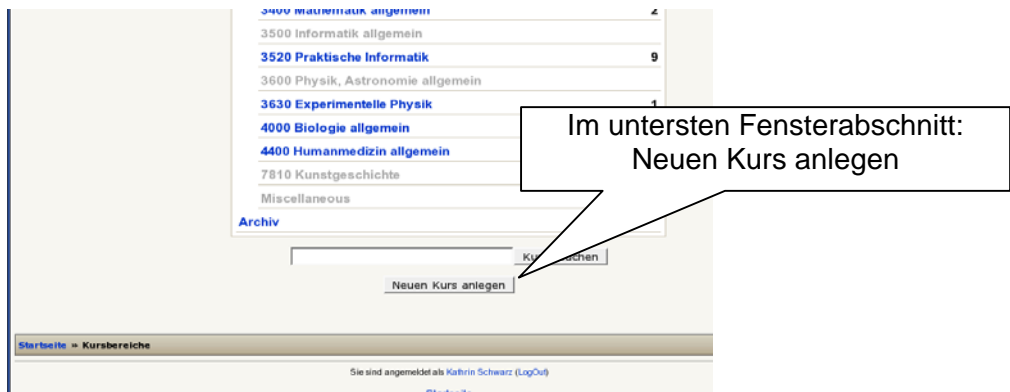 3400 Mathematik allgemein 2
3500 Informatik allgemein
3520 Praktische Informatik 9
3600 Physik, Astronomie allgemein
3630 Experimentelle Physik 1
4000 Biologie allgemein
4400 Humanmedizin allgemein
7810 Kunstgeschichte
Miscellaneous
Archiv
Im untersten Fensterabschnitt:
Neuen Kurs anlegen
Neuen Kurs anlegen
Startseite » Kursbereiche
Sie sind angemeldet als Kathrin Schwarz (LogOut)
Startseite